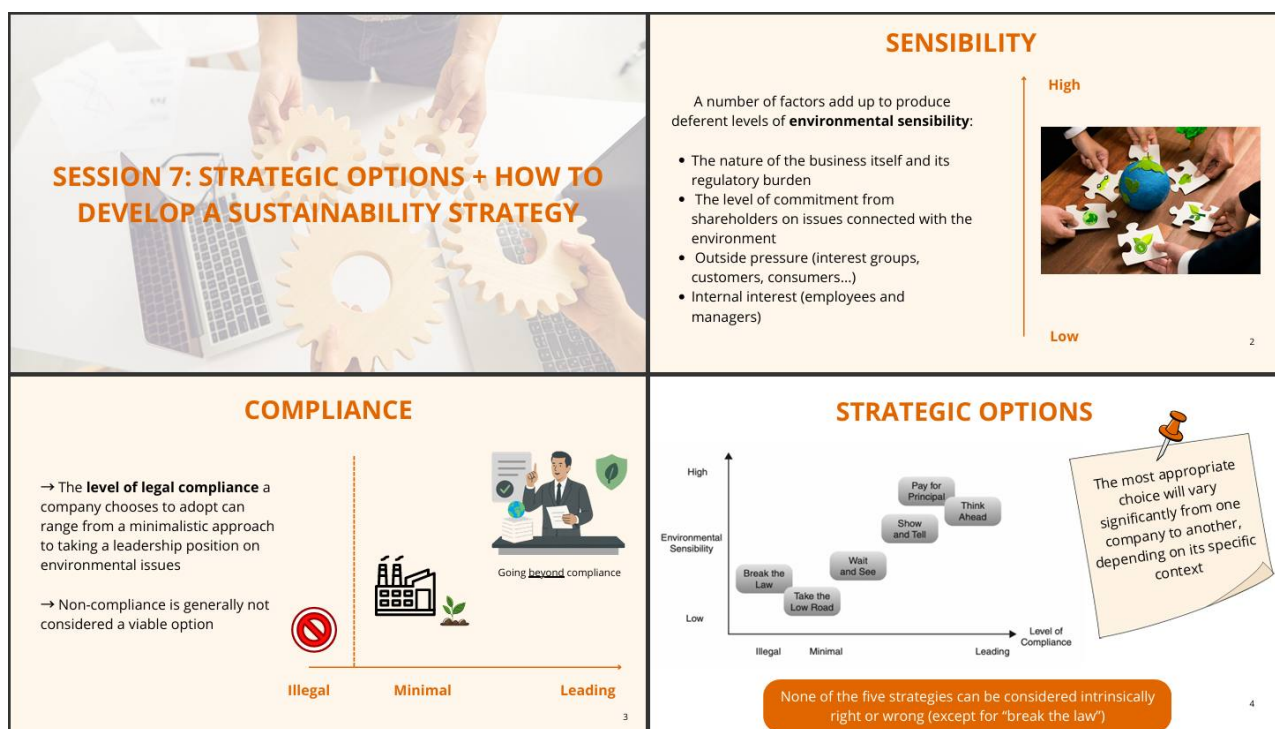 SESSION 7: STRATEGIC OPTIONS + HOW TO
DEVELOP A SUSTAINABILITY STRATEGY
SENSIBILITY
A number of factors add up to produce
deferent levels of environmental sensibility:
• The nature of the business itself and its
regulatory burden
• The level of commitment from
shareholders on issues connected with the
environment
• Outside pressure (interest groups,
customers, consumers...)
• Internal interest (employees and
managers)
High
Low
2
COMPLIANCE
→ The level of legal compliance a
company chooses to adopt can
range from a minimalistic approach
to taking a leadership position on
environmental issues
→ Non-compliance is generally not
considered a viable option
Going beyond compliance
Illegal
Minimal
Leading
3
STRATEGIC OPTIONS
High
Environmental
Sensibility
Low
Pay for
Principal
Think
Ahead
Show
and Tell
Wait
and See
Break the
Law
Take the
Low Road
Level of
Compliance
Illegal
Minimal
Leading
The most appropriate
choice will vary
significantly from one
company to another,
depending on its specific
context
None of the five strategies can be considered intrinsically
right or wrong (except for “break the law”)
4